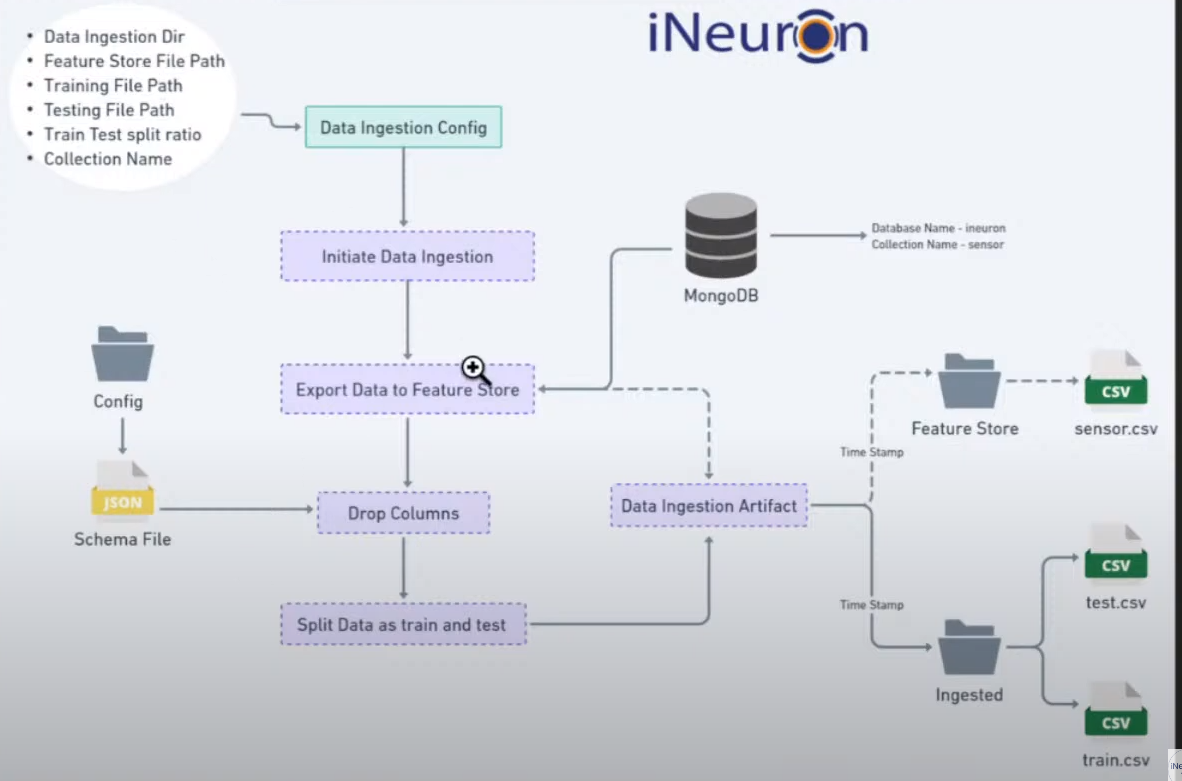 iNeuron
• Data Ingestion Dir
• Feature Store File Path
• Training File Path
• Testing File Path
• Train Test split ratio
• Collection Name
Data Ingestion Config
Initiate Data Ingestion
Database Name - ineuron
Collection Name - sensor
MongoDB
Export Data to Feature Store
Config
CSV
Feature Store
sensor.csv
Time Stamp
JSON
Schema File
Drop Columns
Data Ingestion Artifact
CSV
test.csv
Time Stamp
Split Data as train and test
Ingested
CSV
train.csv
iNe